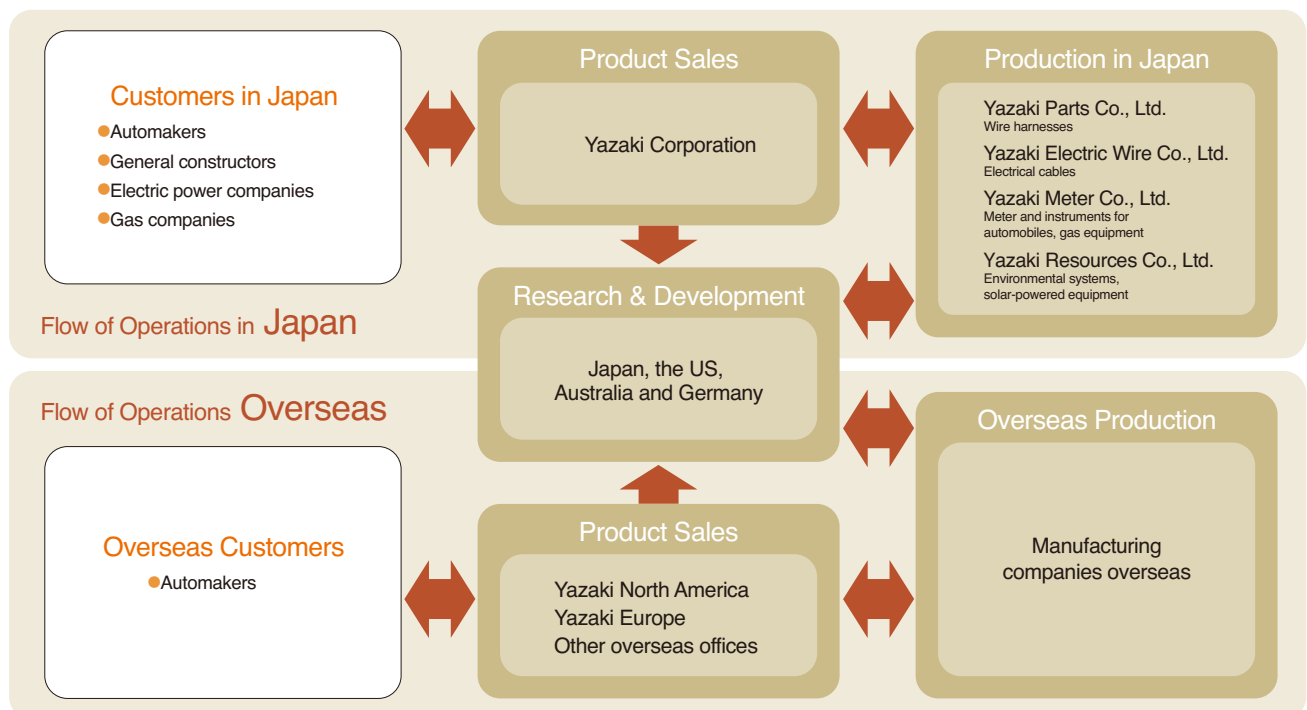 Customers in Japan
Automakers
General constructors
Electric power companies
Gas companies
Flow of Operations in Japan
Product Sales
Yazaki Corporation
Production in Japan
Yazaki Parts Co., Ltd.
Wire harnesses
Yazaki Electric Wire Co., Ltd.
Electrical cables
Yazaki Meter Co., Ltd.
Meter and instruments for
automobiles, gas equipment
Yazaki Resources Co., Ltd.
Environmental systems,
solar-powered equipment
Research & Development
Japan, the US,
Australia and Germany
Flow of Operations Overseas
Overseas Customers
Automakers
Product Sales
Yazaki North America
Yazaki Europe
Other overseas offices
Overseas Production
Manufacturing
companies overseas